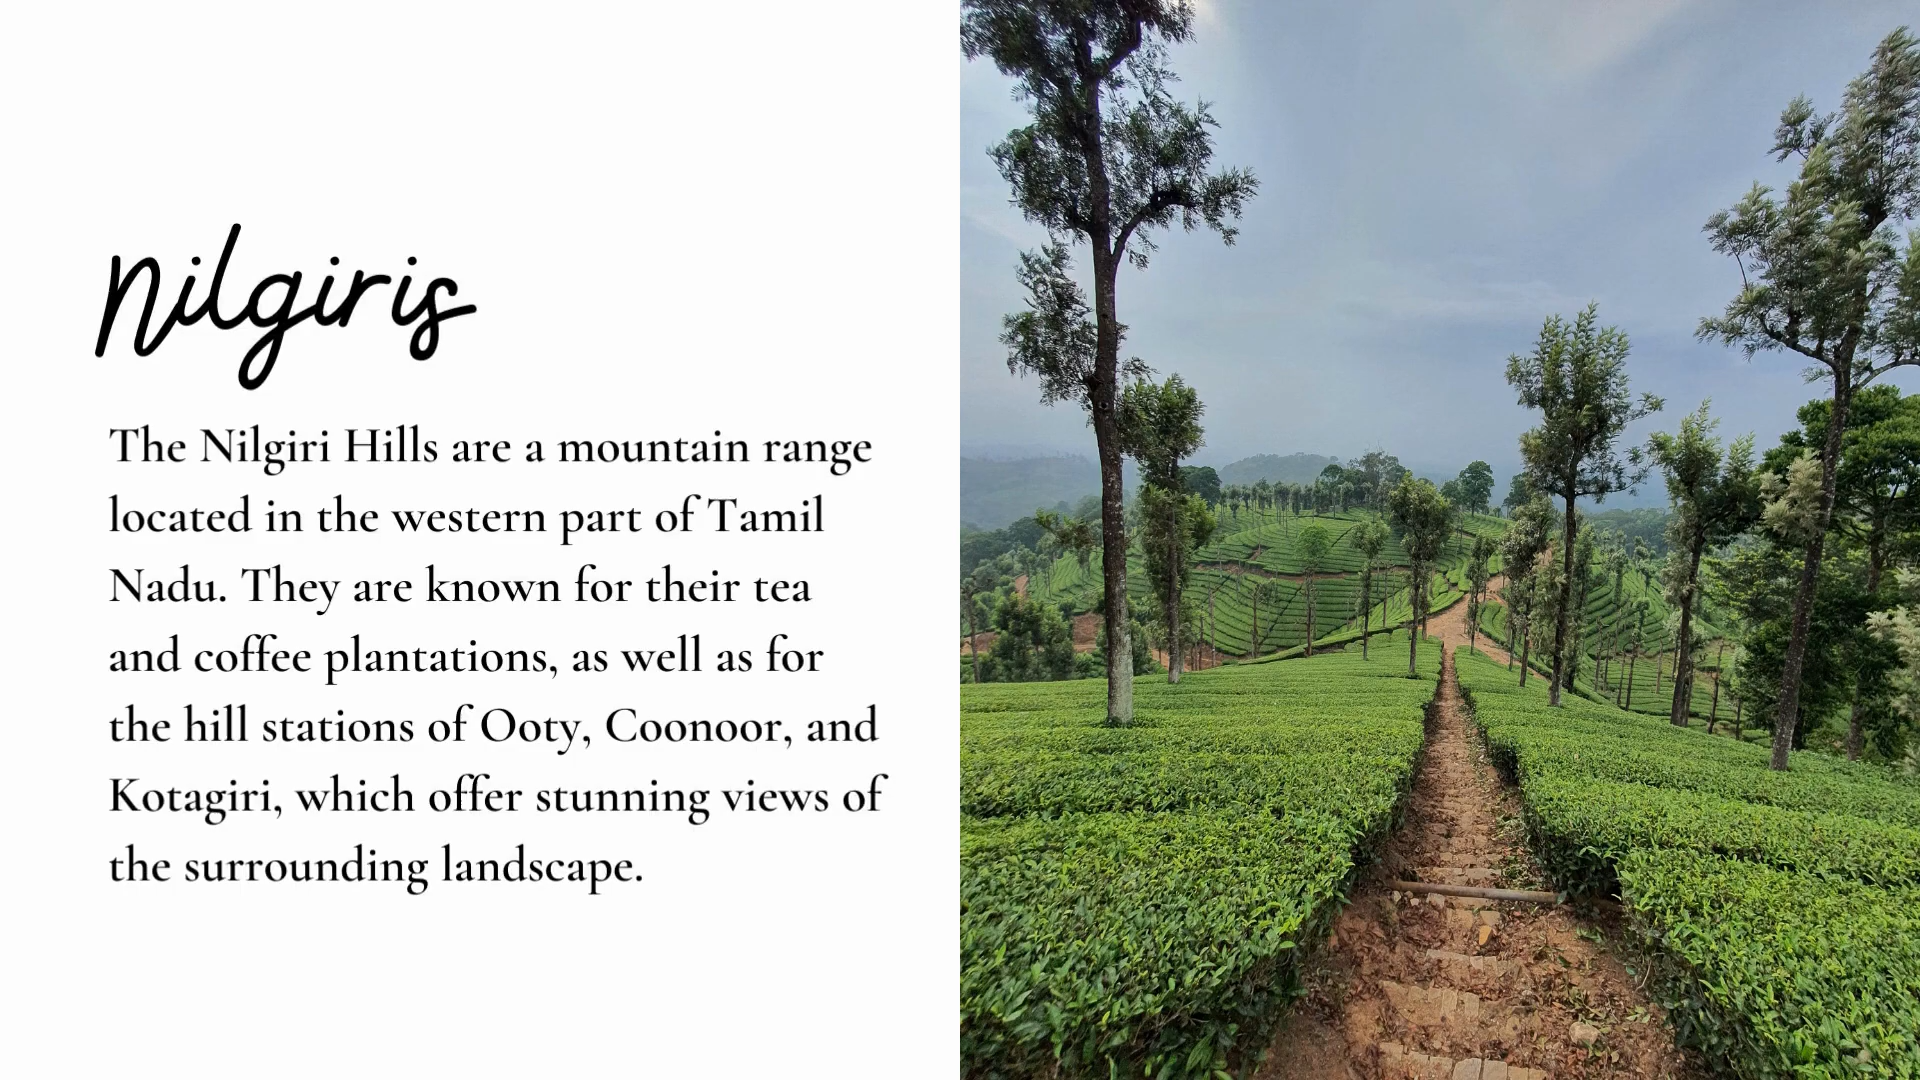 Nilgiris
The Nilgiri Hills are a mountain range
located in the western part of Tamil
Nadu. They are known for their tea
and coffee plantations, as well as for
the hill stations of Ooty, Coonoor, and
Kotagiri, which offer stunning views of
the surrounding landscape.